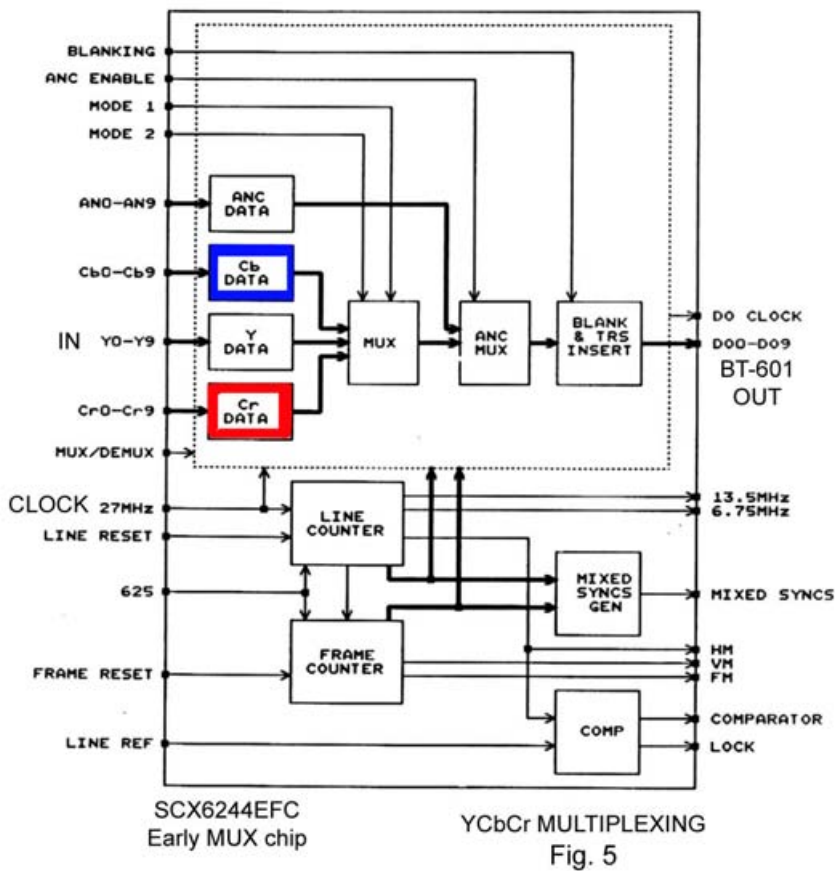 BLANKING
ANC ENABLE
MODE 1
MODE 2
AN0-AN9
ANC
DATA
Cb0-Cb9
Cb
DATA
IN Y0-Y9
Y
DATA
MUX
ANC
MUX
BLANK
& TRS
INSERT
DO CLOCK
DO0-DO9
BT-601
OUT
Cr0-Cr9
Cr
DATA
MUX/DEMUX
CLOCK 27MHz
LINE
COUNTER
13.5MHz
6.75MHz
LINE RESET
625
MIXED
SYNCS
GEN
MIXED SYNCS
FRAME
COUNTER
FRAME RESET
HM
VM
FM
LINE REF
COMP
COMPARATOR
LOCK
SCX6244EFC
Early MUX chip
YCbCr MULTIPLEXING
Fig. 5